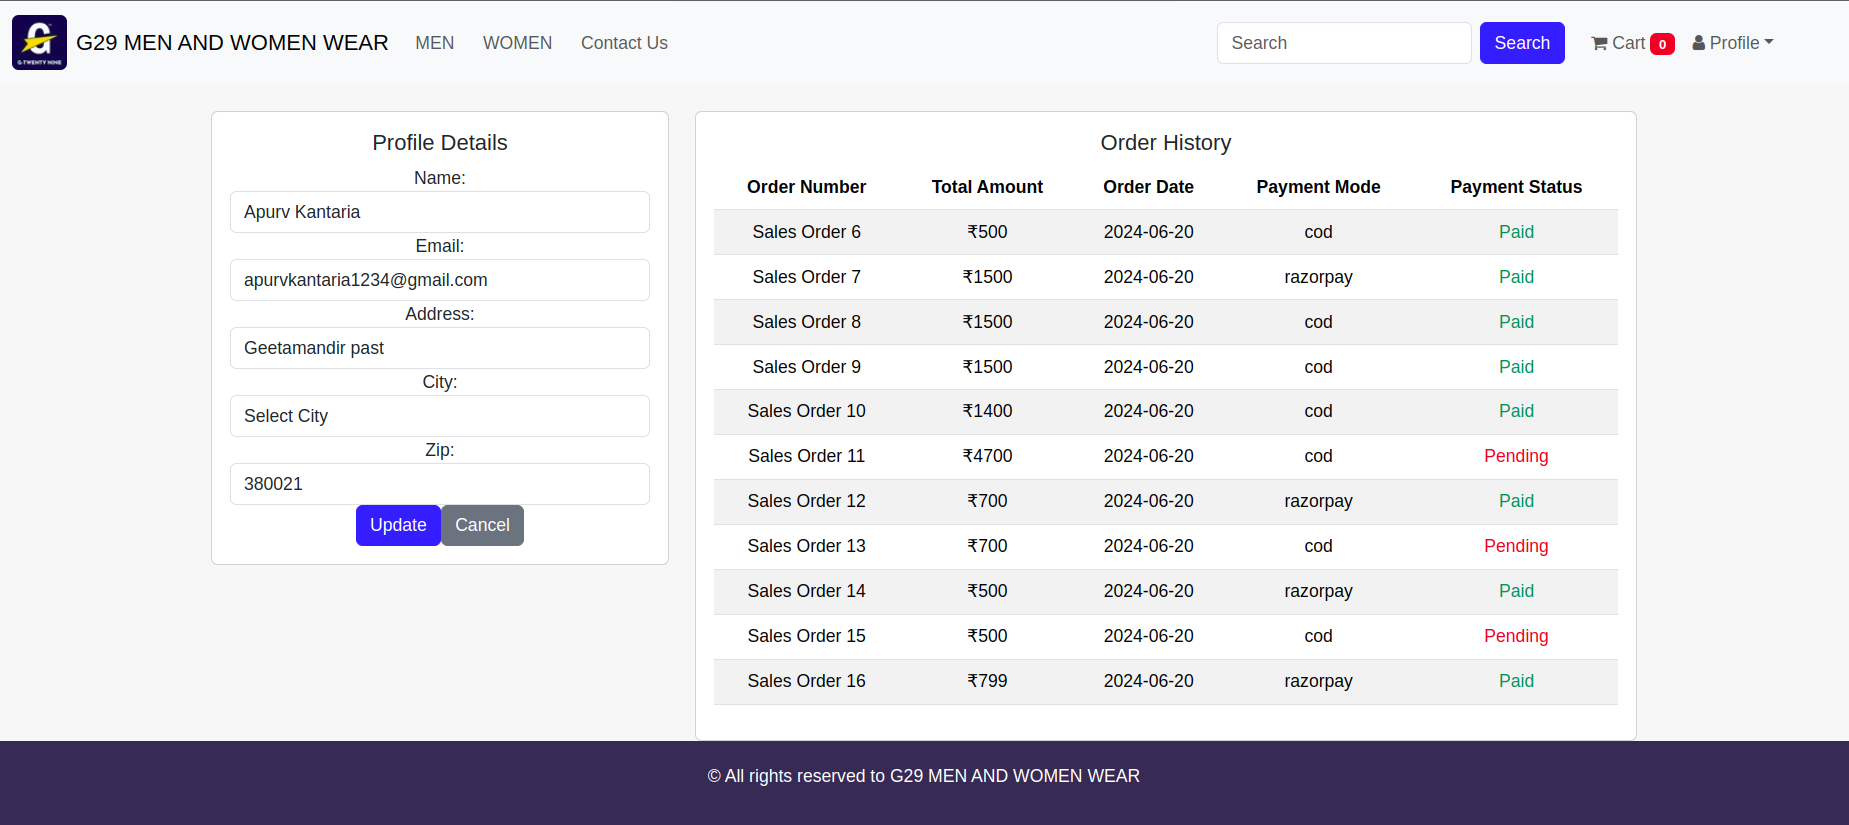 G-TWENTY NINE
G29 MEN AND WOMEN WEAR MEN WOMEN Contact Us Search Search Cart 0 Profile
Profile Details
Name:
Apurv Kantaria
Email:
apurvkantaria1234@gmail.com
Address:
Geetamandir past
City:
Select City
Zip:
380021
Update Cancel
Order History
Order Number Total Amount Order Date Payment Mode Payment Status
Sales Order 6 ₹500 2024-06-20 cod Paid
Sales Order 7 ₹1500 2024-06-20 razorpay Paid
Sales Order 8 ₹1500 2024-06-20 cod Paid
Sales Order 9 ₹1500 2024-06-20 cod Paid
Sales Order 10 ₹1400 2024-06-20 cod Paid
Sales Order 11 ₹4700 2024-06-20 cod Pending
Sales Order 12 ₹700 2024-06-20 razorpay Paid
Sales Order 13 ₹700 2024-06-20 cod Pending
Sales Order 14 ₹500 2024-06-20 razorpay Paid
Sales Order 15 ₹500 2024-06-20 cod Pending
Sales Order 16 ₹799 2024-06-20 razorpay Paid
© All rights reserved to G29 MEN AND WOMEN WEAR